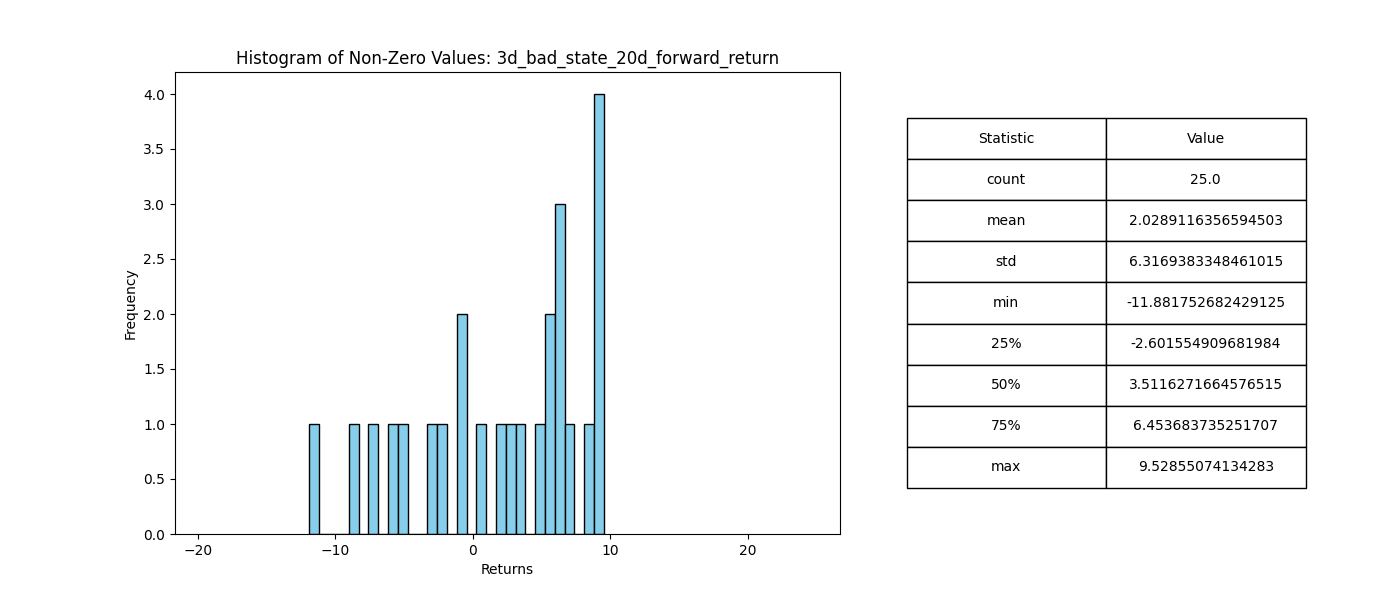 Histogram of Non-Zero Values: 3d_bad_state_20d_forward_return
4.0
3.5
3.0
2.5
2.0
1.5
1.0
0.5
0.0
Frequency
−20
−10
0
10
20
Returns
Statistic Value
count 25.0
mean 2.0289116356594503
std 6.3169383348461015
min -11.881752682429125
25% -2.601554909681984
50% 3.5116271664576515
75% 6.453683735251707
max 9.52855074134283